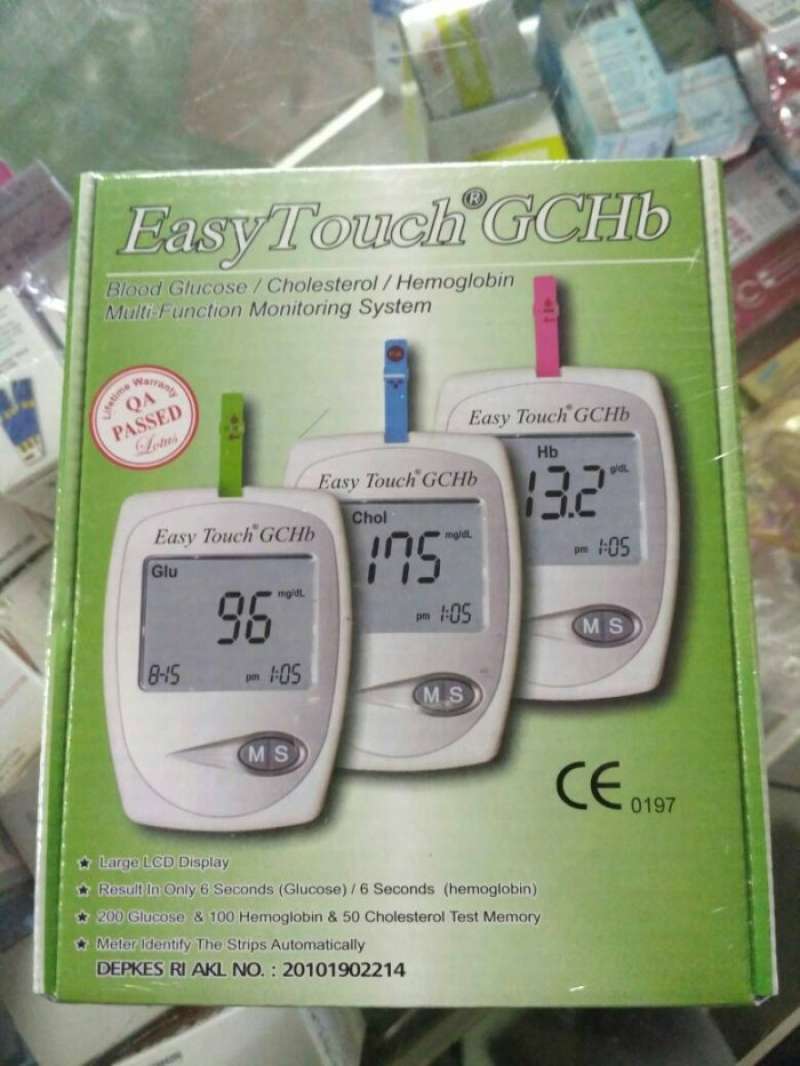 EasyTouch® GCHb
Blood Glucose / Cholesterol / Hemoglobin
Multi-Function Monitoring System
Lifetime Warranty
QA
PASSED
Lotus
Easy Touch® GCHb
Hb
13.2 g/dL
pm 1:05
M S
Easy Touch® GCHb
Chol
175 mg/dL
pm 1:05
M S
Easy Touch® GCHb
Glu
96 mg/dL
8-15 pm 1:05
M S
CE 0197
★ Large LCD Display
★ Result In Only 6 Seconds (Glucose) / 6 Seconds (hemoglobin)
★ 200 Glucose & 100 Hemoglobin & 50 Cholesterol Test Memory
★ Meter Identify The Strips Automatically
DEPKES RI AKL NO. : 20101902214